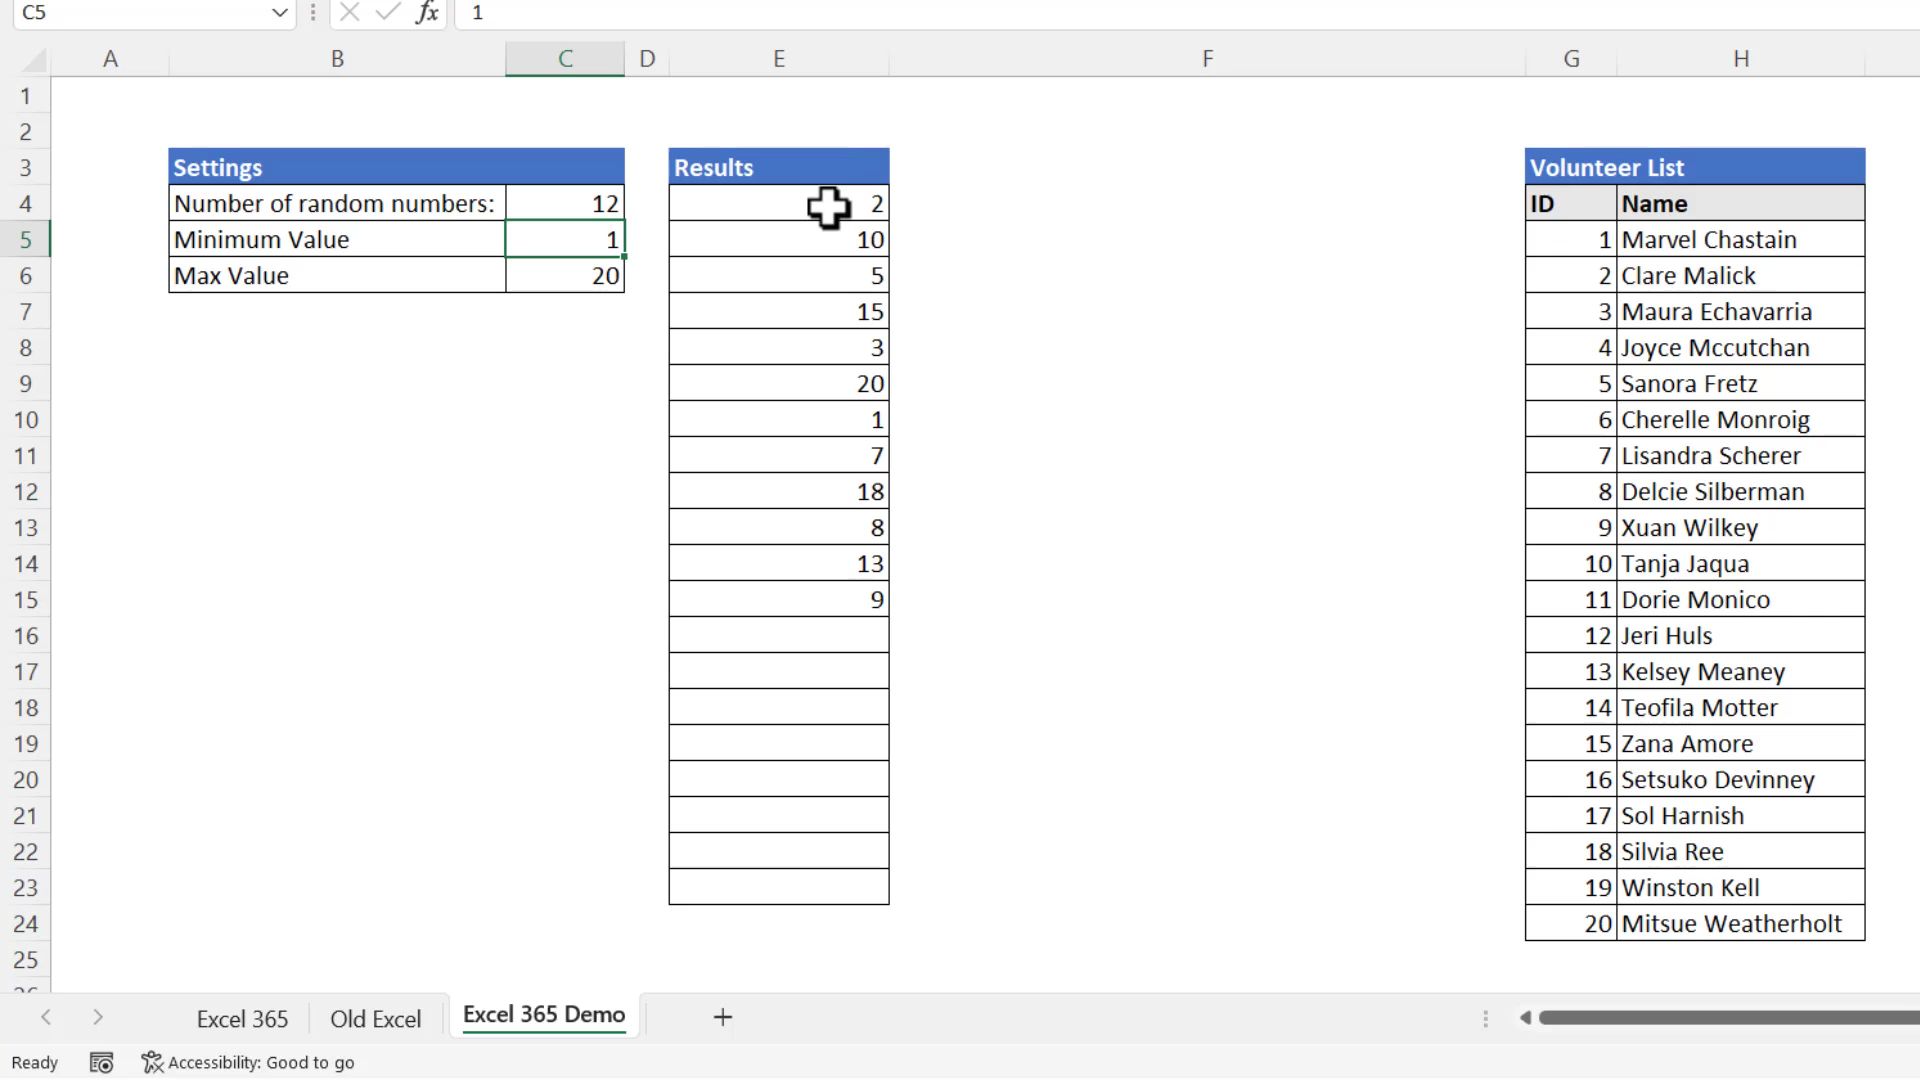 C5 fx 1
A B C D E F G H
1
2
3 Settings Results Volunteer List
4 Number of random numbers: 12 2 ID Name
5 Minimum Value 1 10 1 Marvel Chastain
6 Max Value 20 5 2 Clare Malick
7 15 3 Maura Echavarria
8 3 4 Joyce Mccutchan
9 20 5 Sanora Fretz
10 1 6 Cherelle Monroig
11 7 7 Lisandra Scherer
12 18 8 Delcie Silberman
13 8 9 Xuan Wilkey
14 13 10 Tanja Jaqua
15 9 11 Dorie Monico
16 12 Jeri Huls
17 13 Kelsey Meaney
18 14 Teofila Motter
19 15 Zana Amore
20 16 Setsuko Devinney
21 17 Sol Harnish
22 18 Silvia Ree
23 19 Winston Kell
24 20 Mitsue Weatherholt
25
Excel 365 Old Excel Excel 365 Demo
Ready Accessibility: Good to go